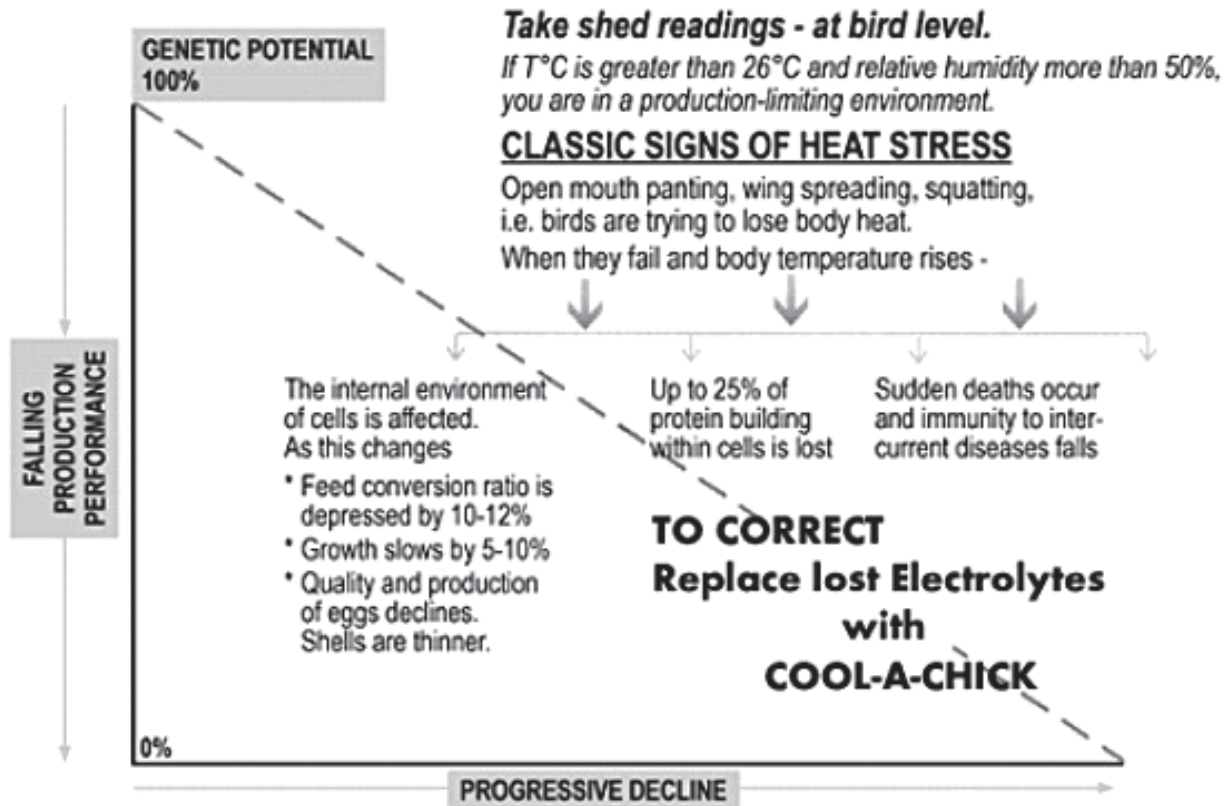 GENETIC POTENTIAL
100%
Take shed readings - at bird level.
If T°C is greater than 26°C and relative humidity more than 50%,
you are in a production-limiting environment.
CLASSIC SIGNS OF HEAT STRESS
Open mouth panting, wing spreading, squatting,
i.e. birds are trying to lose body heat.
When they fail and body temperature rises -
FALLING
PRODUCTION
PERFORMANCE
The internal environment
of cells is affected.
As this changes
* Feed conversion ratio is
depressed by 10-12%
* Growth slows by 5-10%
* Quality and production
of eggs declines.
Shells are thinner.
Up to 25% of
protein building
within cells is lost
Sudden deaths occur
and immunity to inter-
current diseases falls
TO CORRECT
Replace lost Electrolytes
with
COOL-A-CHICK
0%
PROGRESSIVE DECLINE